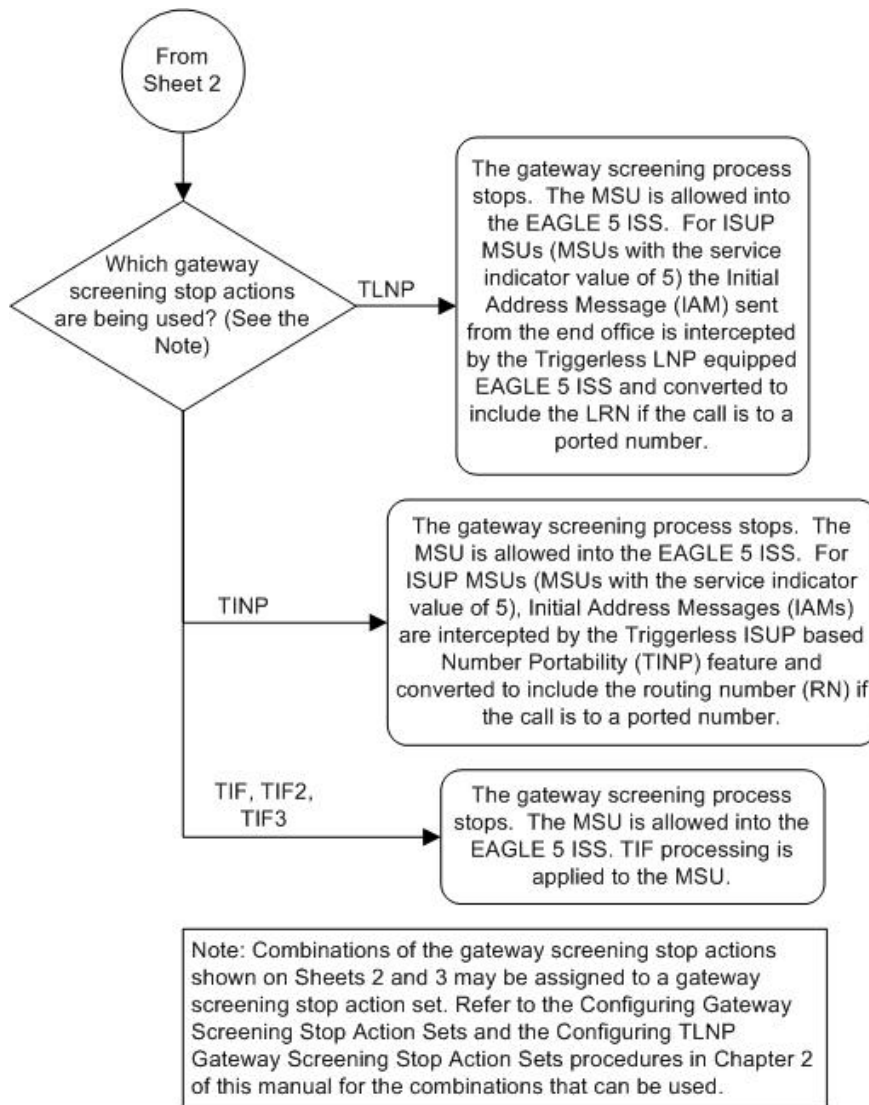 From
Sheet 2
Which gateway
screening stop actions
are being used? (See the
Note)
TLNP
The gateway screening process
stops. The MSU is allowed into
the EAGLE 5 ISS. For ISUP
MSUs (MSUs with the service
indicator value of 5) the Initial
Address Message (IAM) sent
from the end office is intercepted
by the Triggerless LNP equipped
EAGLE 5 ISS and converted to
include the LRN if the call is to a
ported number.
TINP
The gateway screening process stops. The
MSU is allowed into the EAGLE 5 ISS. For
ISUP MSUs (MSUs with the service indicator
value of 5), Initial Address Messages (IAMs)
are intercepted by the Triggerless ISUP based
Number Portability (TINP) feature and
converted to include the routing number (RN) if
the call is to a ported number.
TIF, TIF2,
TIF3
The gateway screening process
stops. The MSU is allowed into the
EAGLE 5 ISS. TIF processing is
applied to the MSU.
Note: Combinations of the gateway screening stop actions
shown on Sheets 2 and 3 may be assigned to a gateway
screening stop action set. Refer to the Configuring Gateway
Screening Stop Action Sets and the Configuring TLNP
Gateway Screening Stop Action Sets procedures in Chapter 2
of this manual for the combinations that can be used.